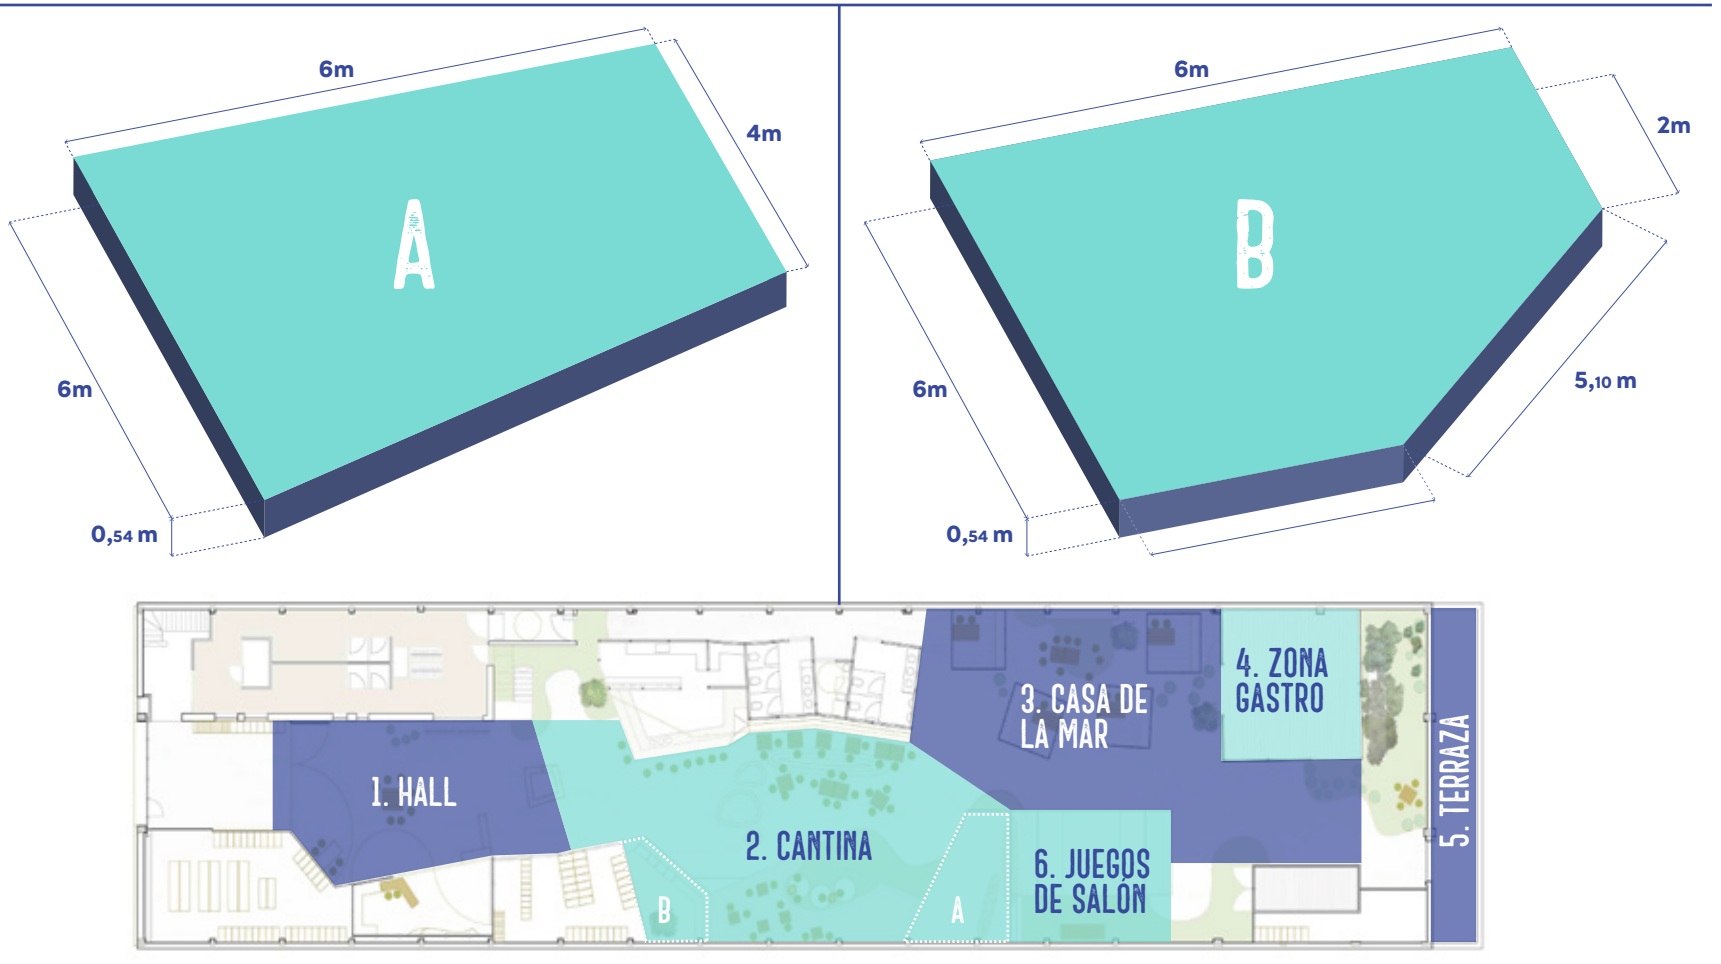 6m
4m
A
6m
0,54 m
6m
2m
B
5,10 m
6m
0,54 m
1. HALL
2. CANTINA
3. CASA DE
LA MAR
4. ZONA
GASTRO
5. TERRAZA
6. JUEGOS
DE SALÓN
B
A